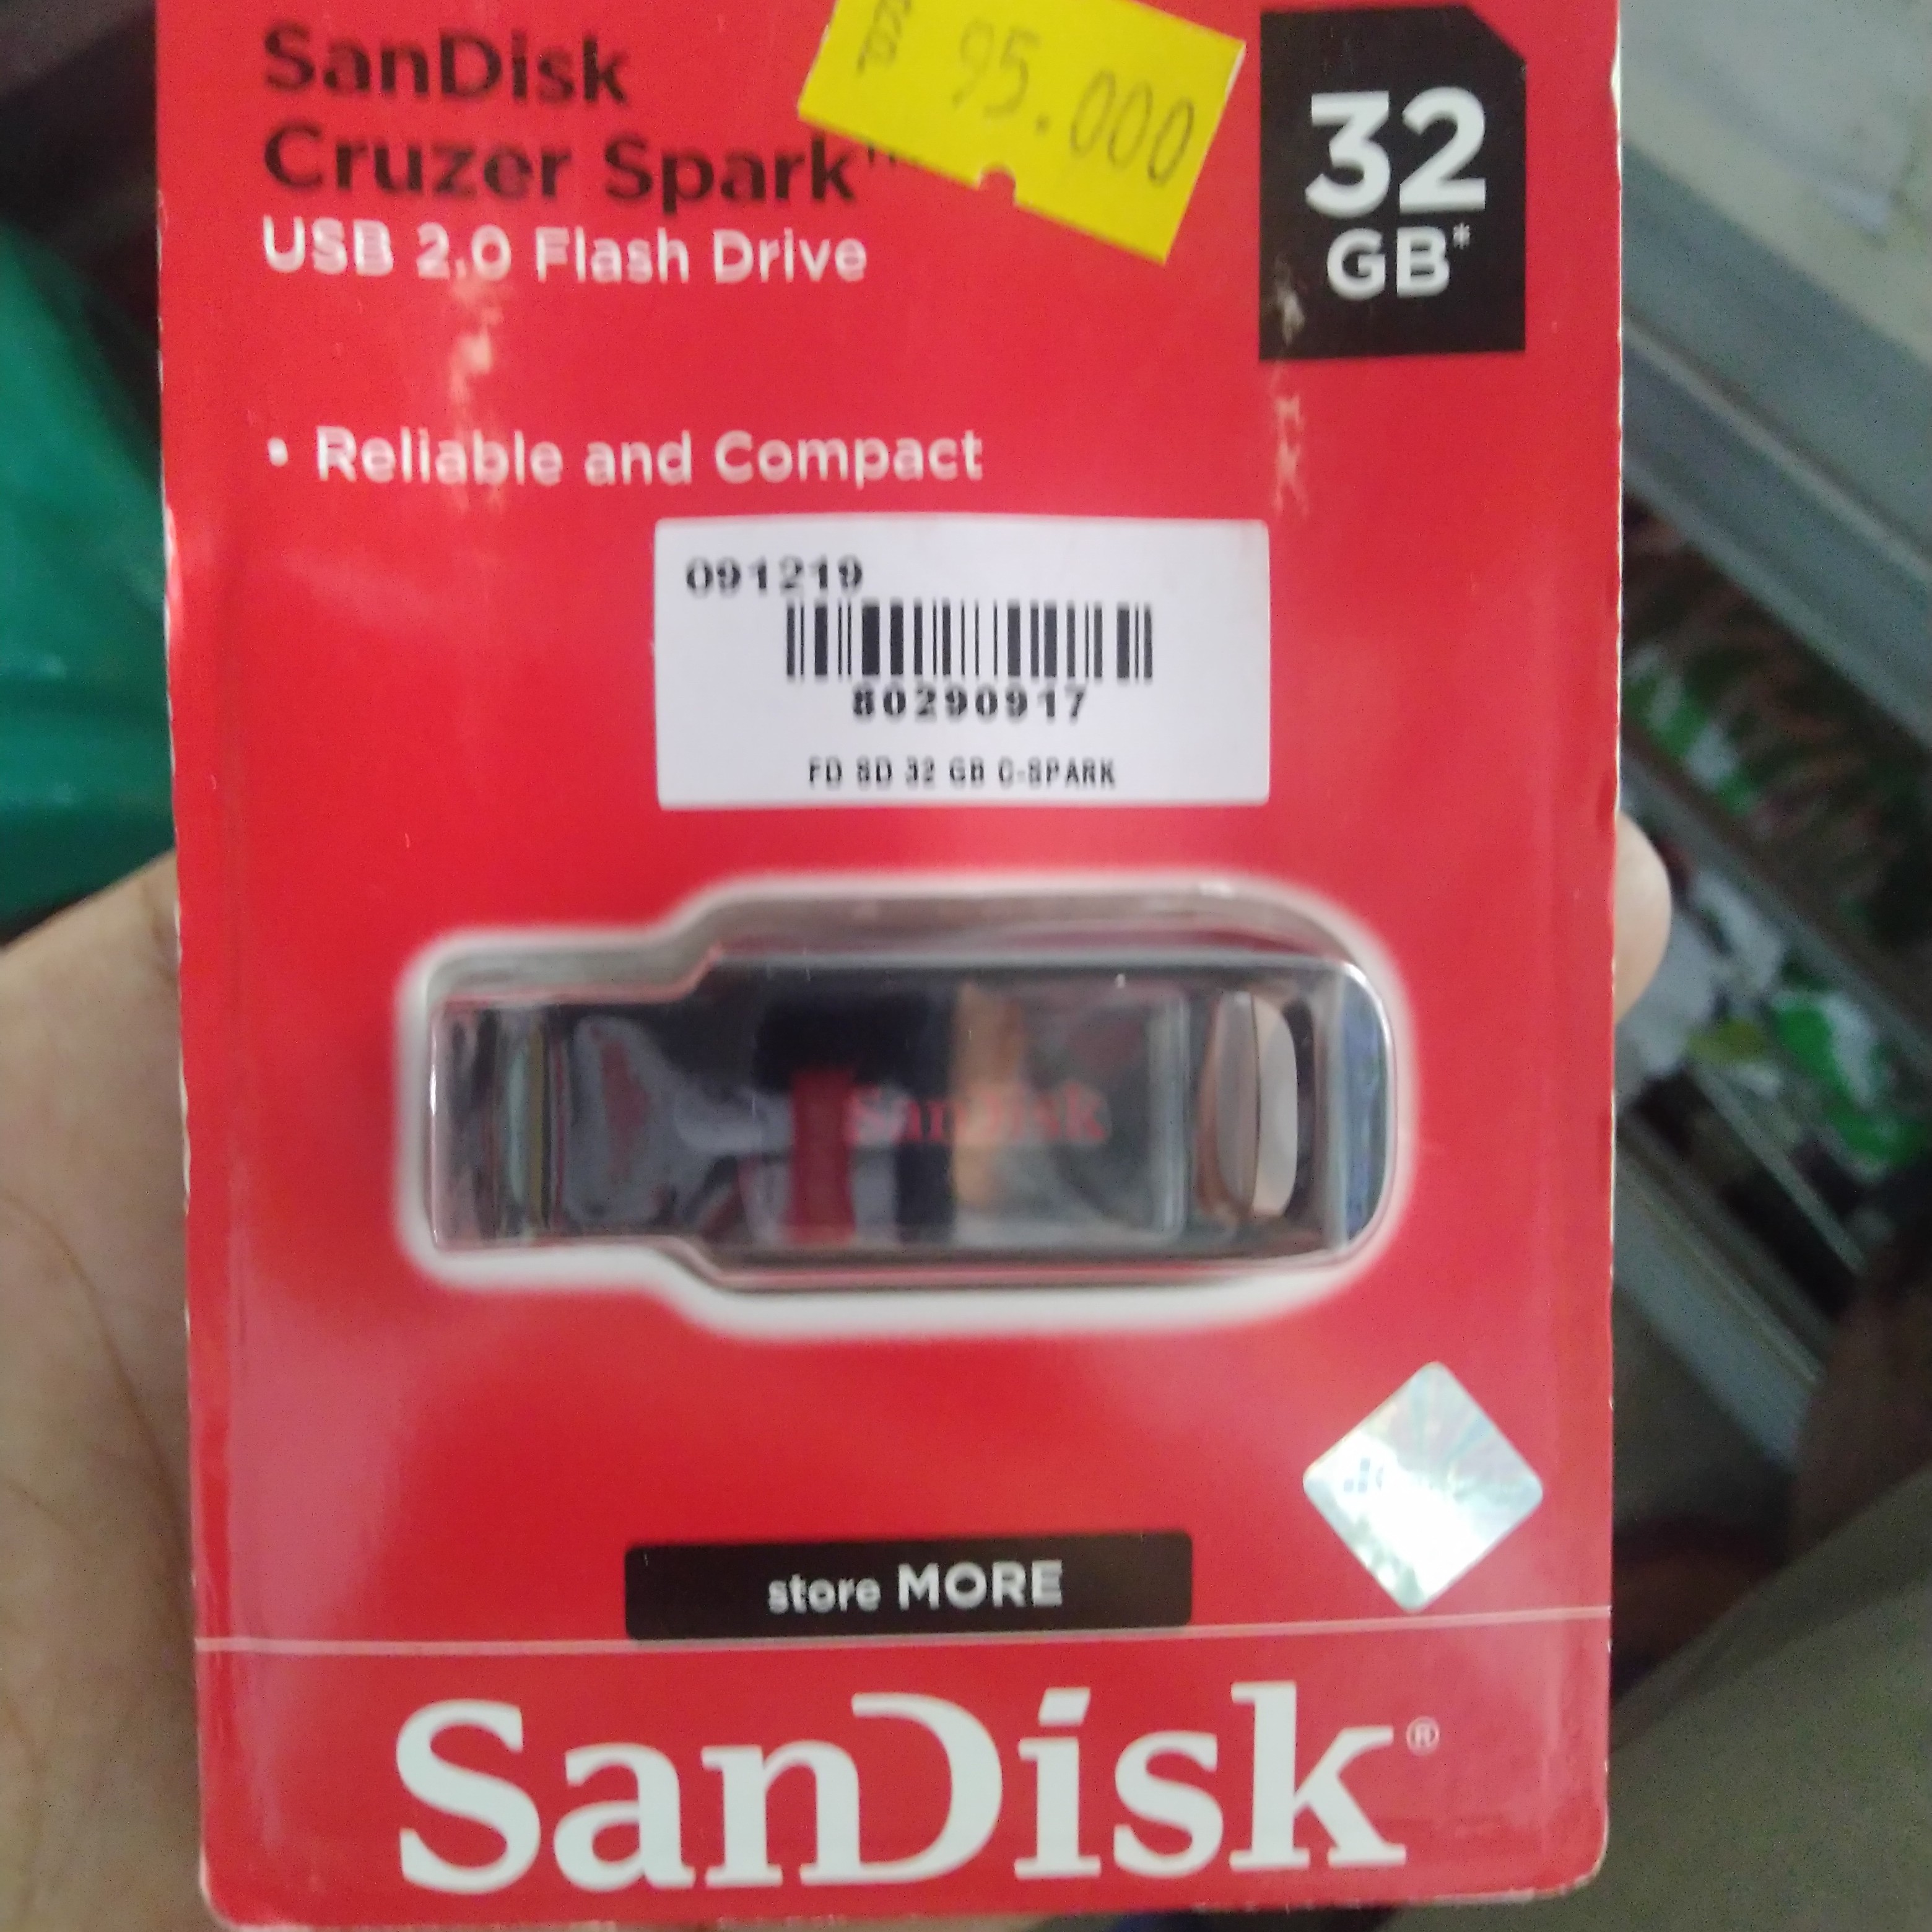 SanDisk
Cruzer Spark™
USB 2.0 Flash Drive
95.000
32
GB*
• Reliable and Compact
091219
80290917
FD SD 32 GB C-SPARK
SanDisk
store MORE
SanDisk®